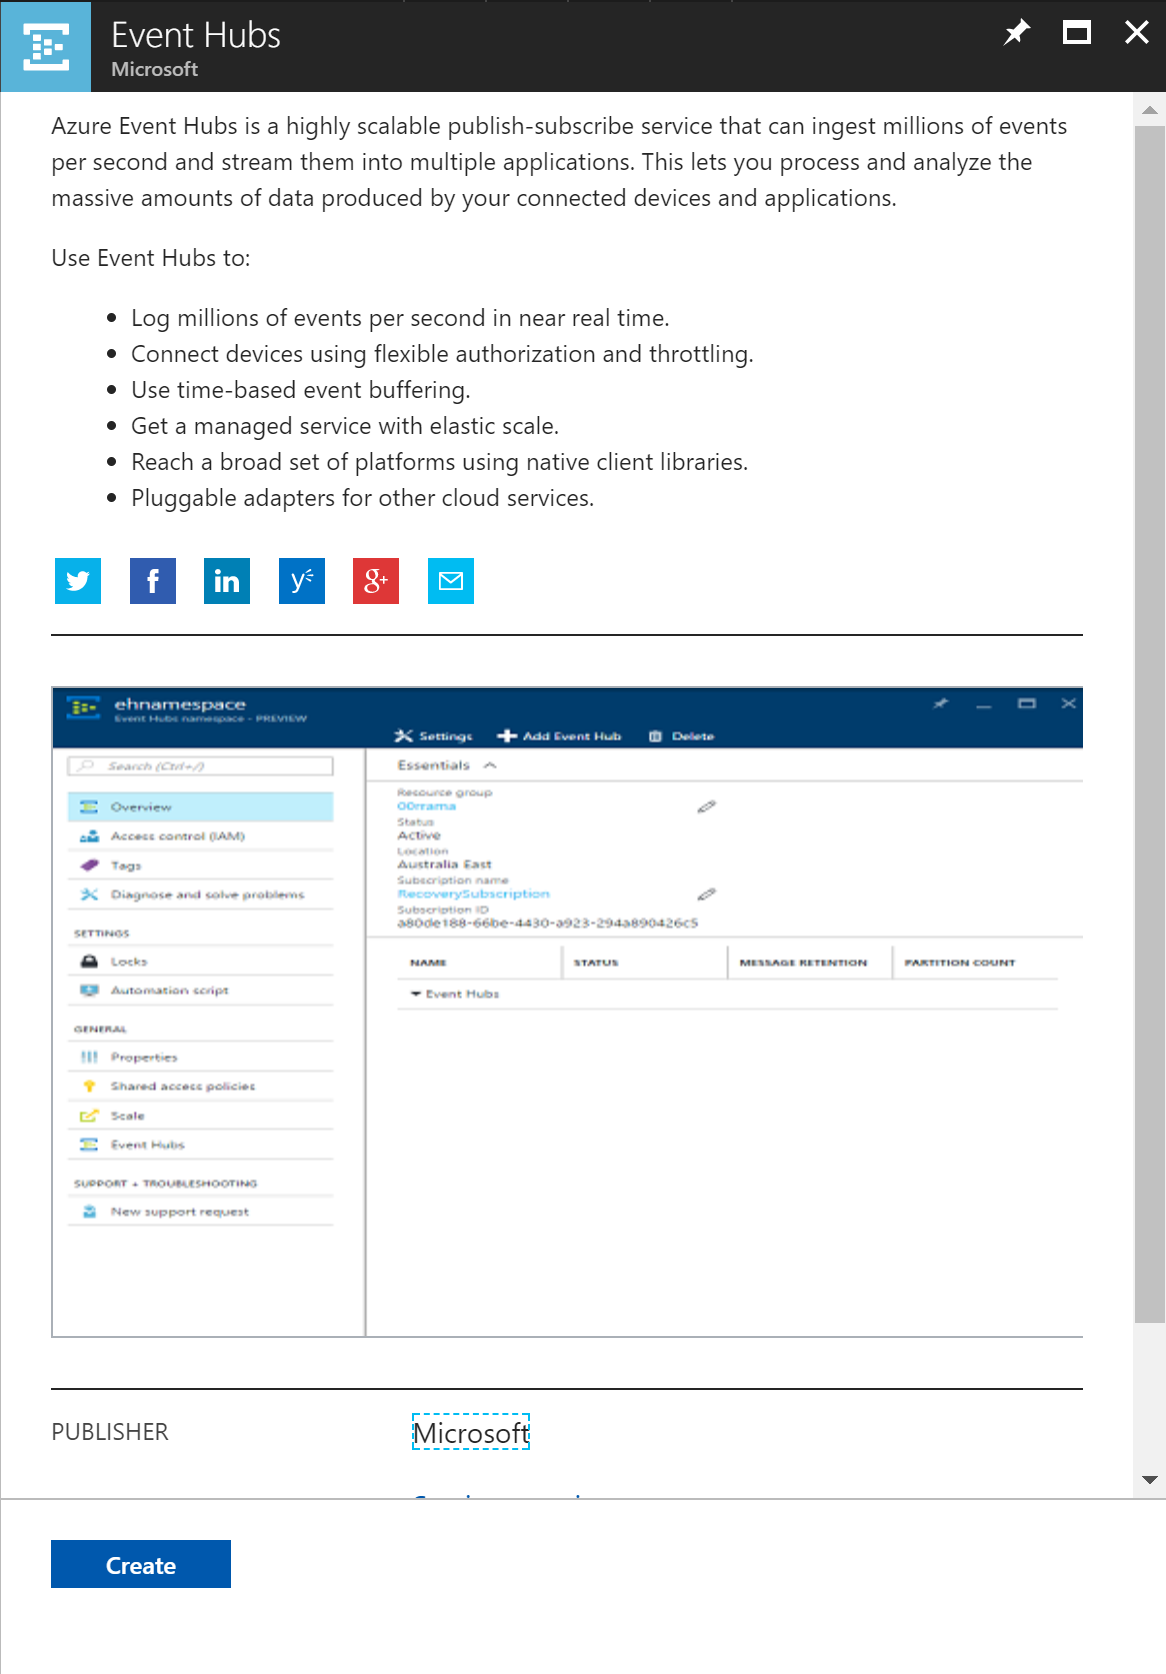 Event Hubs
Microsoft
Azure Event Hubs is a highly scalable publish-subscribe service that can ingest millions of events
per second and stream them into multiple applications. This lets you process and analyze the
massive amounts of data produced by your connected devices and applications.
Use Event Hubs to:
Log millions of events per second in near real time.
Connect devices using flexible authorization and throttling.
Use time-based event buffering.
Get a managed service with elastic scale.
Reach a broad set of platforms using native client libraries.
Pluggable adapters for other cloud services.
ehnamespace
Event Hubs namespace - PREVIEW
Settings Add Event Hub Delete
Search (Ctrl+/)
Overview
Access control (IAM)
Tags
Diagnose and solve problems
SETTINGS
Locks
Automation script
GENERAL
Properties
Shared access policies
Scale
Event Hubs
SUPPORT + TROUBLESHOOTING
New support request
Essentials
Resource group
00rrama
Status
Active
Location
Australia East
Subscription name
RecoverySubscription
Subscription ID
a80de188-66be-4430-a923-294a890426c5
NAME STATUS MESSAGE RETENTION PARTITION COUNT
Event Hubs
PUBLISHER Microsoft
Create